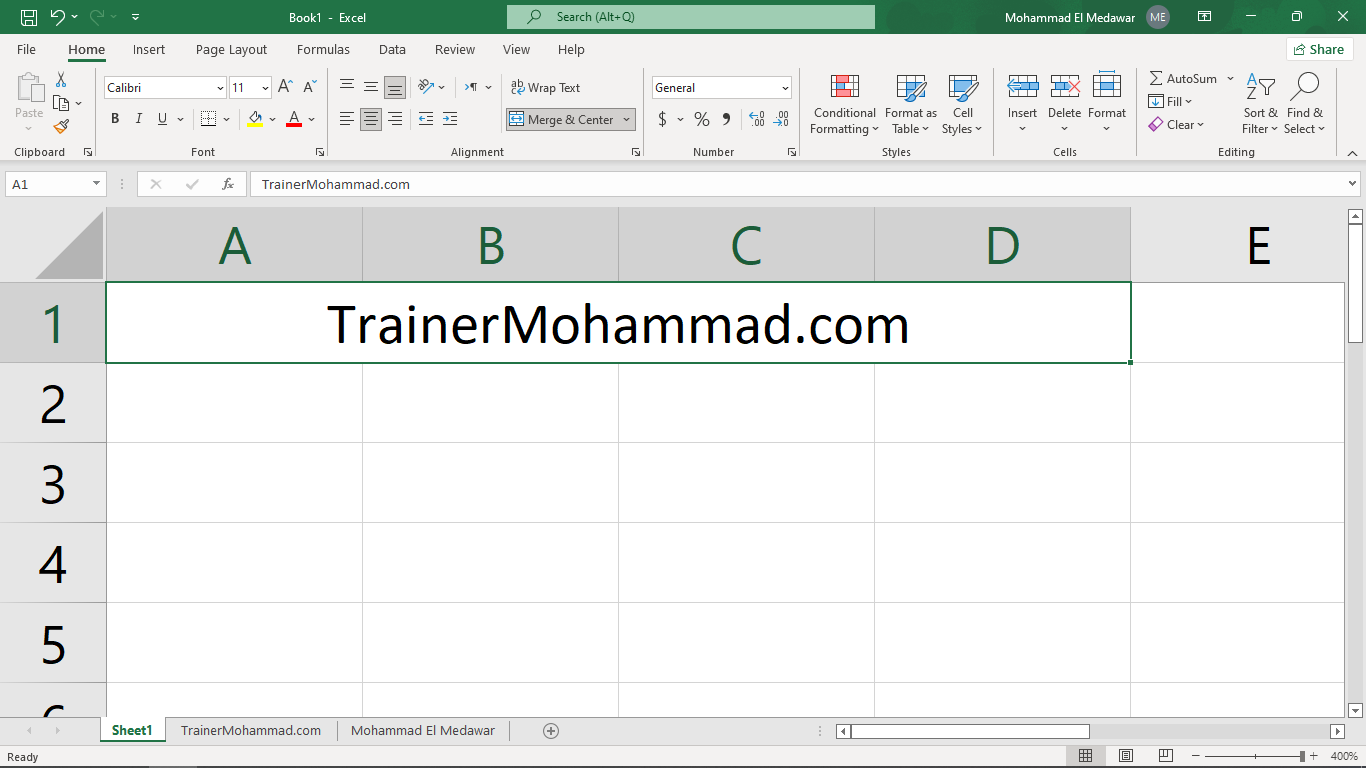 Book1 - Excel
Search (Alt+Q)
Mohammad El Medawar
ME
File Home Insert Page Layout Formulas Data Review View Help
Share
Paste
Clipboard
Calibri
11
B I U
A
Font
ab
Wrap Text
Merge & Center
Alignment
General
$ % 9
Number
Conditional Formatting
Format as Table
Cell Styles
Styles
Insert
Delete
Format
Cells
AutoSum
Fill
Clear
Sort & Filter
Find & Select
Editing
A1
fx
TrainerMohammad.com
A B C D E
1 TrainerMohammad.com
2
3
4
5
6
Sheet1 TrainerMohammad.com Mohammad El Medawar
Ready
400%